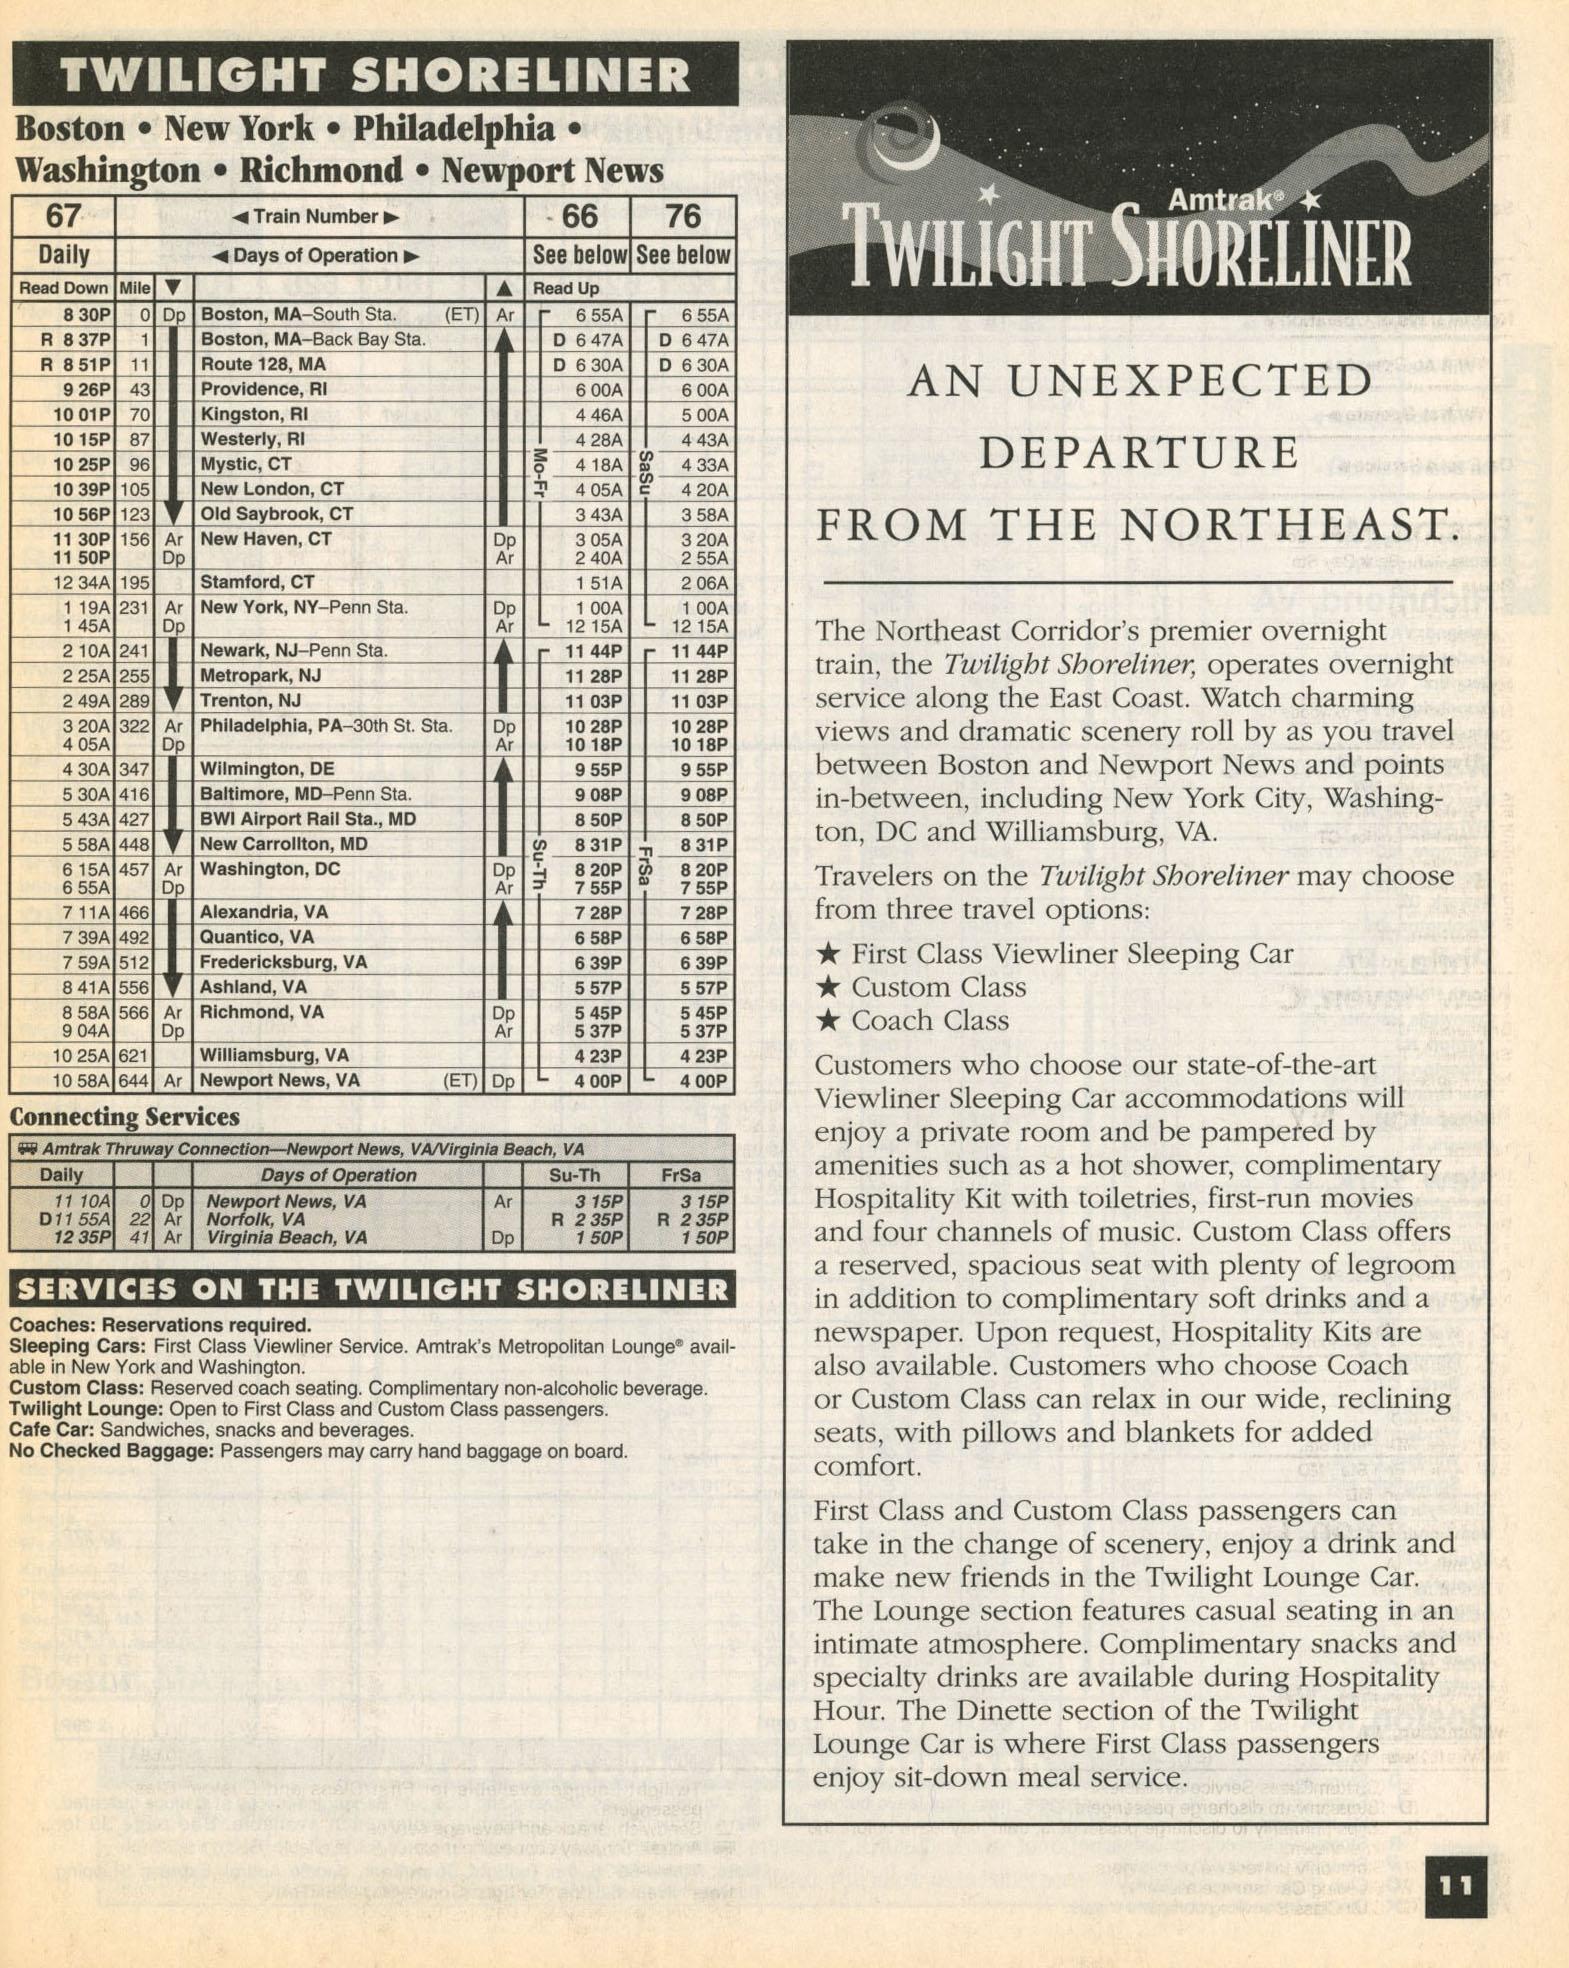 TWILIGHT SHORELINER
Boston • New York • Philadelphia •
Washington • Richmond • Newport News
67 ◄ Train Number ► 66 76
Daily ◄ Days of Operation ► See below See below
Read Down Mile ▼ ▲ Read Up
8 30P 0 Dp Boston, MA–South Sta. (ET) Ar 6 55A 6 55A
R 8 37P 1 Boston, MA–Back Bay Sta. D 6 47A D 6 47A
R 8 51P 11 Route 128, MA D 6 30A D 6 30A
9 26P 43 Providence, RI 6 00A 6 00A
10 01P 70 Kingston, RI 4 46A 5 00A
10 15P 87 Westerly, RI 4 28A 4 43A
10 25P 96 Mystic, CT Mo-Fr 4 18A SaSu 4 33A
10 39P 105 New London, CT 4 05A 4 20A
10 56P 123 Old Saybrook, CT 3 43A 3 58A
11 30P 156 Ar New Haven, CT Dp 3 05A 3 20A
11 50P Dp Ar 2 40A 2 55A
12 34A 195 Stamford, CT 1 51A 2 06A
1 19A 231 Ar New York, NY–Penn Sta. Dp 1 00A 1 00A
1 45A Dp Ar 12 15A 12 15A
2 10A 241 Newark, NJ–Penn Sta. 11 44P 11 44P
2 25A 255 Metropark, NJ 11 28P 11 28P
2 49A 289 Trenton, NJ 11 03P 11 03P
3 20A 322 Ar Philadelphia, PA–30th St. Sta. Dp 10 28P 10 28P
4 05A Dp Ar 10 18P 10 18P
4 30A 347 Wilmington, DE 9 55P 9 55P
5 30A 416 Baltimore, MD–Penn Sta. 9 08P 9 08P
5 43A 427 BWI Airport Rail Sta., MD 8 50P 8 50P
5 58A 448 New Carrollton, MD 8 31P 8 31P
6 15A 457 Ar Washington, DC Dp Su-Th 8 20P FrSa 8 20P
6 55A Dp Ar 7 55P 7 55P
7 11A 466 Alexandria, VA 7 28P 7 28P
7 39A 492 Quantico, VA 6 58P 6 58P
7 59A 512 Fredericksburg, VA 6 39P 6 39P
8 41A 556 Ashland, VA 5 57P 5 57P
8 58A 566 Ar Richmond, VA Dp 5 45P 5 45P
9 04A Dp Ar 5 37P 5 37P
10 25A 621 Williamsburg, VA 4 23P 4 23P
10 58A 644 Ar Newport News, VA (ET) Dp 4 00P 4 00P
Connecting Services
Amtrak Thruway Connection—Newport News, VA/Virginia Beach, VA
Daily Days of Operation Su-Th FrSa
11 10A 0 Dp Newport News, VA Ar 3 15P 3 15P
D11 55A 22 Ar Norfolk, VA R 2 35P R 2 35P
12 35P 41 Ar Virginia Beach, VA Dp 1 50P 1 50P
SERVICES ON THE TWILIGHT SHORELINER
Coaches: Reservations required.
Sleeping Cars: First Class Viewliner Service. Amtrak's Metropolitan Lounge® avail-
able in New York and Washington.
Custom Class: Reserved coach seating. Complimentary non-alcoholic beverage.
Twilight Lounge: Open to First Class and Custom Class passengers.
Cafe Car: Sandwiches, snacks and beverages.
No Checked Baggage: Passengers may carry hand baggage on board.
Amtrak®
TWILIGHT SHORELINER
AN UNEXPECTED
DEPARTURE
FROM THE NORTHEAST.
The Northeast Corridor's premier overnight
train, the Twilight Shoreliner, operates overnight
service along the East Coast. Watch charming
views and dramatic scenery roll by as you travel
between Boston and Newport News and points
in-between, including New York City, Washing-
ton, DC and Williamsburg, VA.
Travelers on the Twilight Shoreliner may choose
from three travel options:
★ First Class Viewliner Sleeping Car
★ Custom Class
★ Coach Class
Customers who choose our state-of-the-art
Viewliner Sleeping Car accommodations will
enjoy a private room and be pampered by
amenities such as a hot shower, complimentary
Hospitality Kit with toiletries, first-run movies
and four channels of music. Custom Class offers
a reserved, spacious seat with plenty of legroom
in addition to complimentary soft drinks and a
newspaper. Upon request, Hospitality Kits are
also available. Customers who choose Coach
or Custom Class can relax in our wide, reclining
seats, with pillows and blankets for added
comfort.
First Class and Custom Class passengers can
take in the change of scenery, enjoy a drink and
make new friends in the Twilight Lounge Car.
The Lounge section features casual seating in an
intimate atmosphere. Complimentary snacks and
specialty drinks are available during Hospitality
Hour. The Dinette section of the Twilight
Lounge Car is where First Class passengers
enjoy sit-down meal service.
11